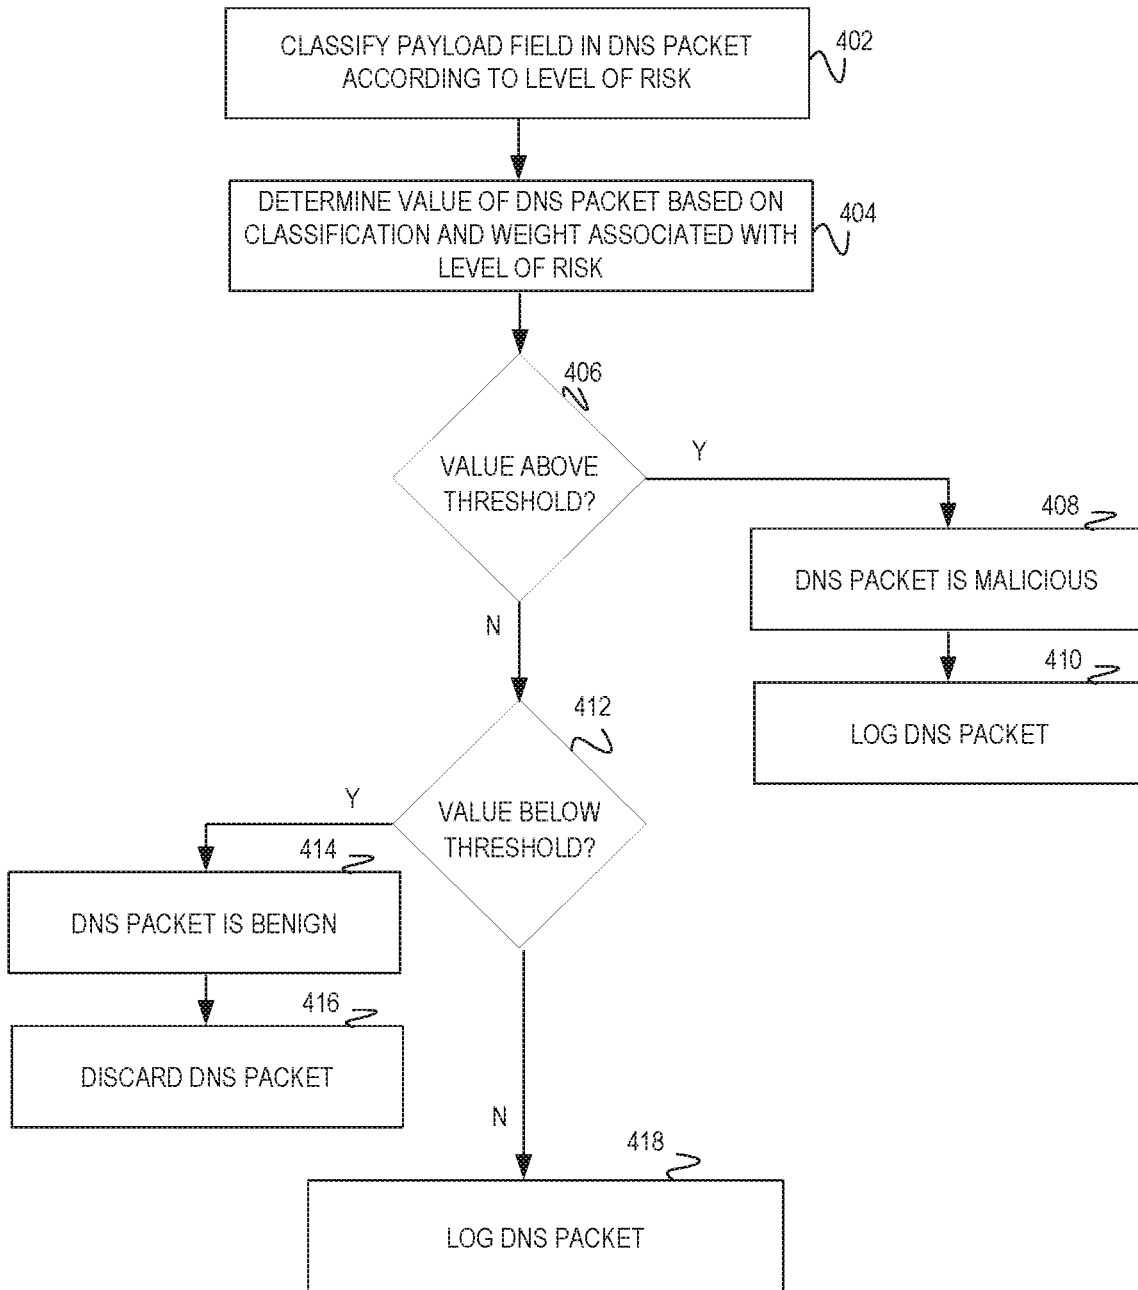 CLASSIFY PAYLOAD FIELD IN DNS PACKET
ACCORDING TO LEVEL OF RISK
402
DETERMINE VALUE OF DNS PACKET BASED ON
CLASSIFICATION AND WEIGHT ASSOCIATED WITH
LEVEL OF RISK
404
406
VALUE ABOVE
THRESHOLD?
Y
N
408
DNS PACKET IS MALICIOUS
410
LOG DNS PACKET
412
VALUE BELOW
THRESHOLD?
Y
414
DNS PACKET IS BENIGN
416
DISCARD DNS PACKET
N
418
LOG DNS PACKET